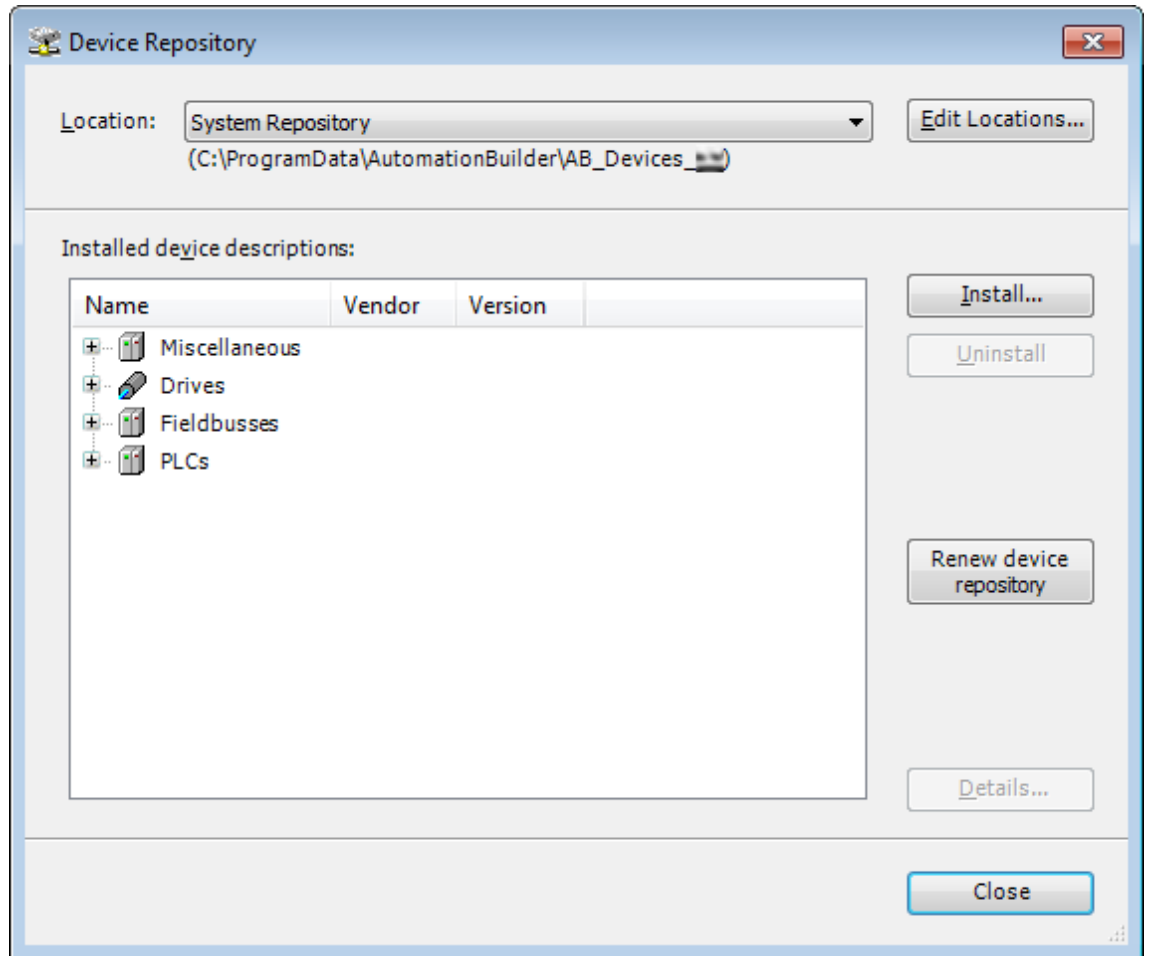 Device Repository
Location:
System Repository
Edit Locations...
(C:\ProgramData\AutomationBuilder\AB_Devices_ )
Installed device descriptions:
Name Vendor Version
Install...
Miscellaneous
Uninstall
Drives
Fieldbusses
PLCs
Renew device
repository
Details...
Close